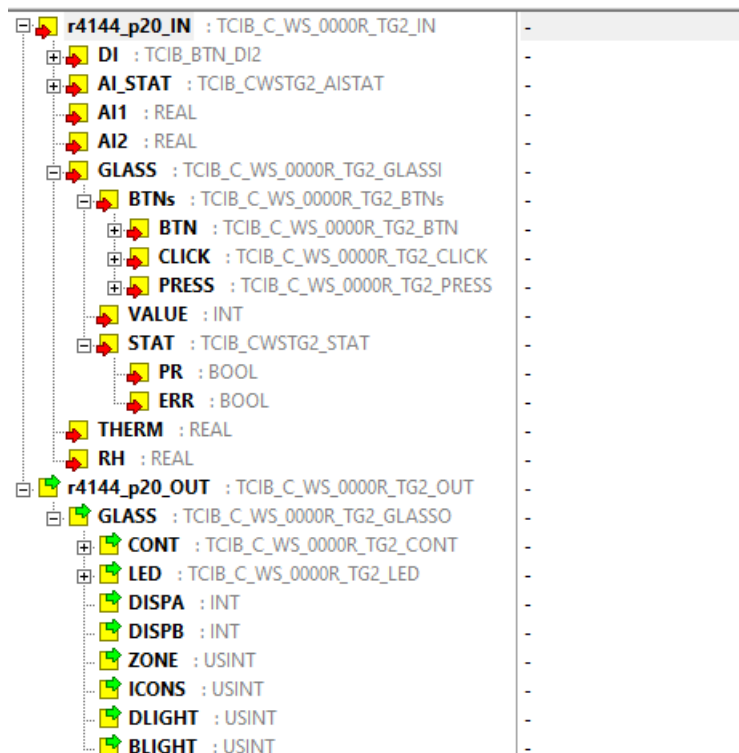 r4144_p20_IN : TCIB_C_WS_0000R_TG2_IN -
DI : TCIB_BTN_DI2 -
AI_STAT : TCIB_CWSTG2_AISTAT -
AI1 : REAL -
AI2 : REAL -
GLASS : TCIB_C_WS_0000R_TG2_GLASSI -
BTNs : TCIB_C_WS_0000R_TG2_BTNs -
BTN : TCIB_C_WS_0000R_TG2_BTN -
CLICK : TCIB_C_WS_0000R_TG2_CLICK -
PRESS : TCIB_C_WS_0000R_TG2_PRESS -
VALUE : INT -
STAT : TCIB_CWSTG2_STAT -
PR : BOOL -
ERR : BOOL -
THERM : REAL -
RH : REAL -
r4144_p20_OUT : TCIB_C_WS_0000R_TG2_OUT -
GLASS : TCIB_C_WS_0000R_TG2_GLASSO -
CONT : TCIB_C_WS_0000R_TG2_CONT -
LED : TCIB_C_WS_0000R_TG2_LED -
DISPA : INT -
DISPB : INT -
ZONE : USINT -
ICONS : USINT -
DLIGHT : USINT -
BLIGHT : USINT -